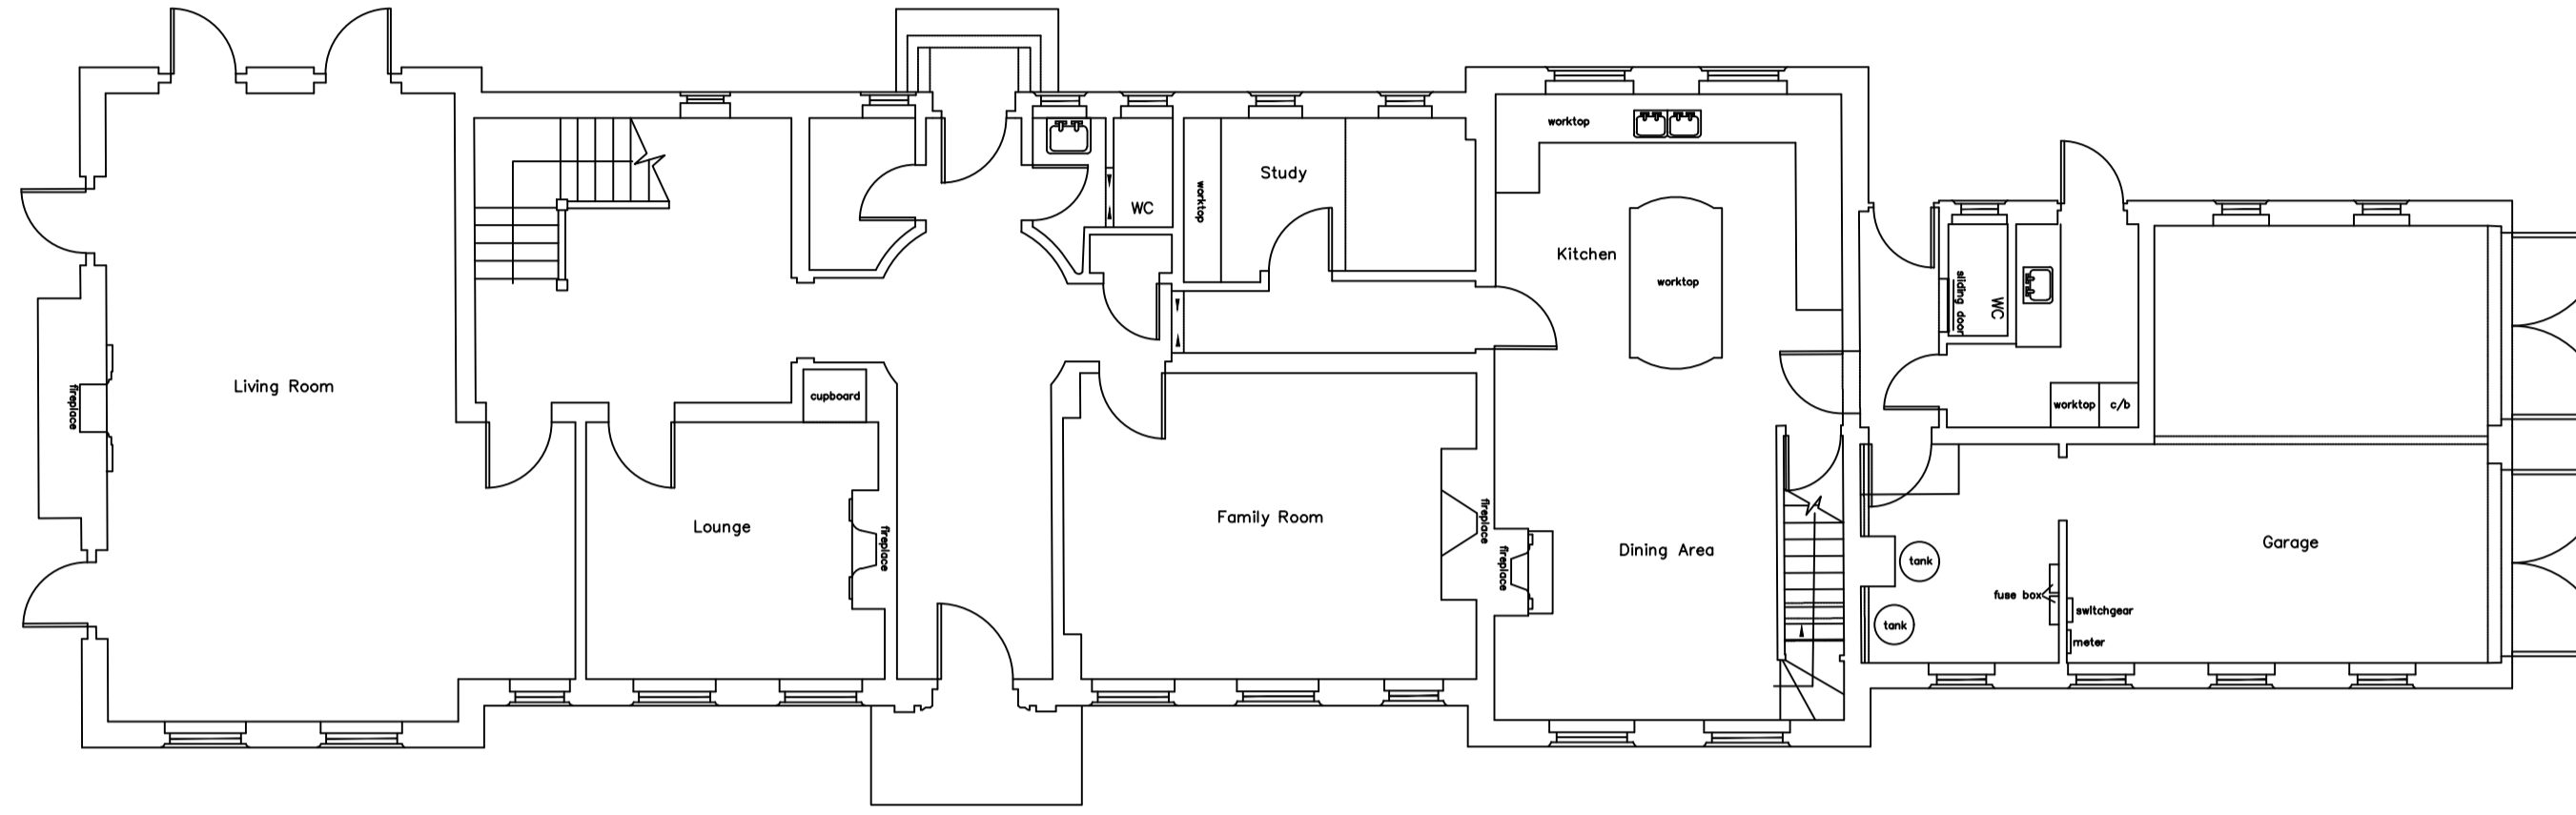 worktop
Study
worktop
WC
Kitchen
worktop
sliding door
WC
Living Room
fireplace
cupboard
worktop
c/b
Lounge
fireplace
Family Room
fireplace
fireplace
Dining Area
Garage
tank
fuse box
switchgear
tank
meter